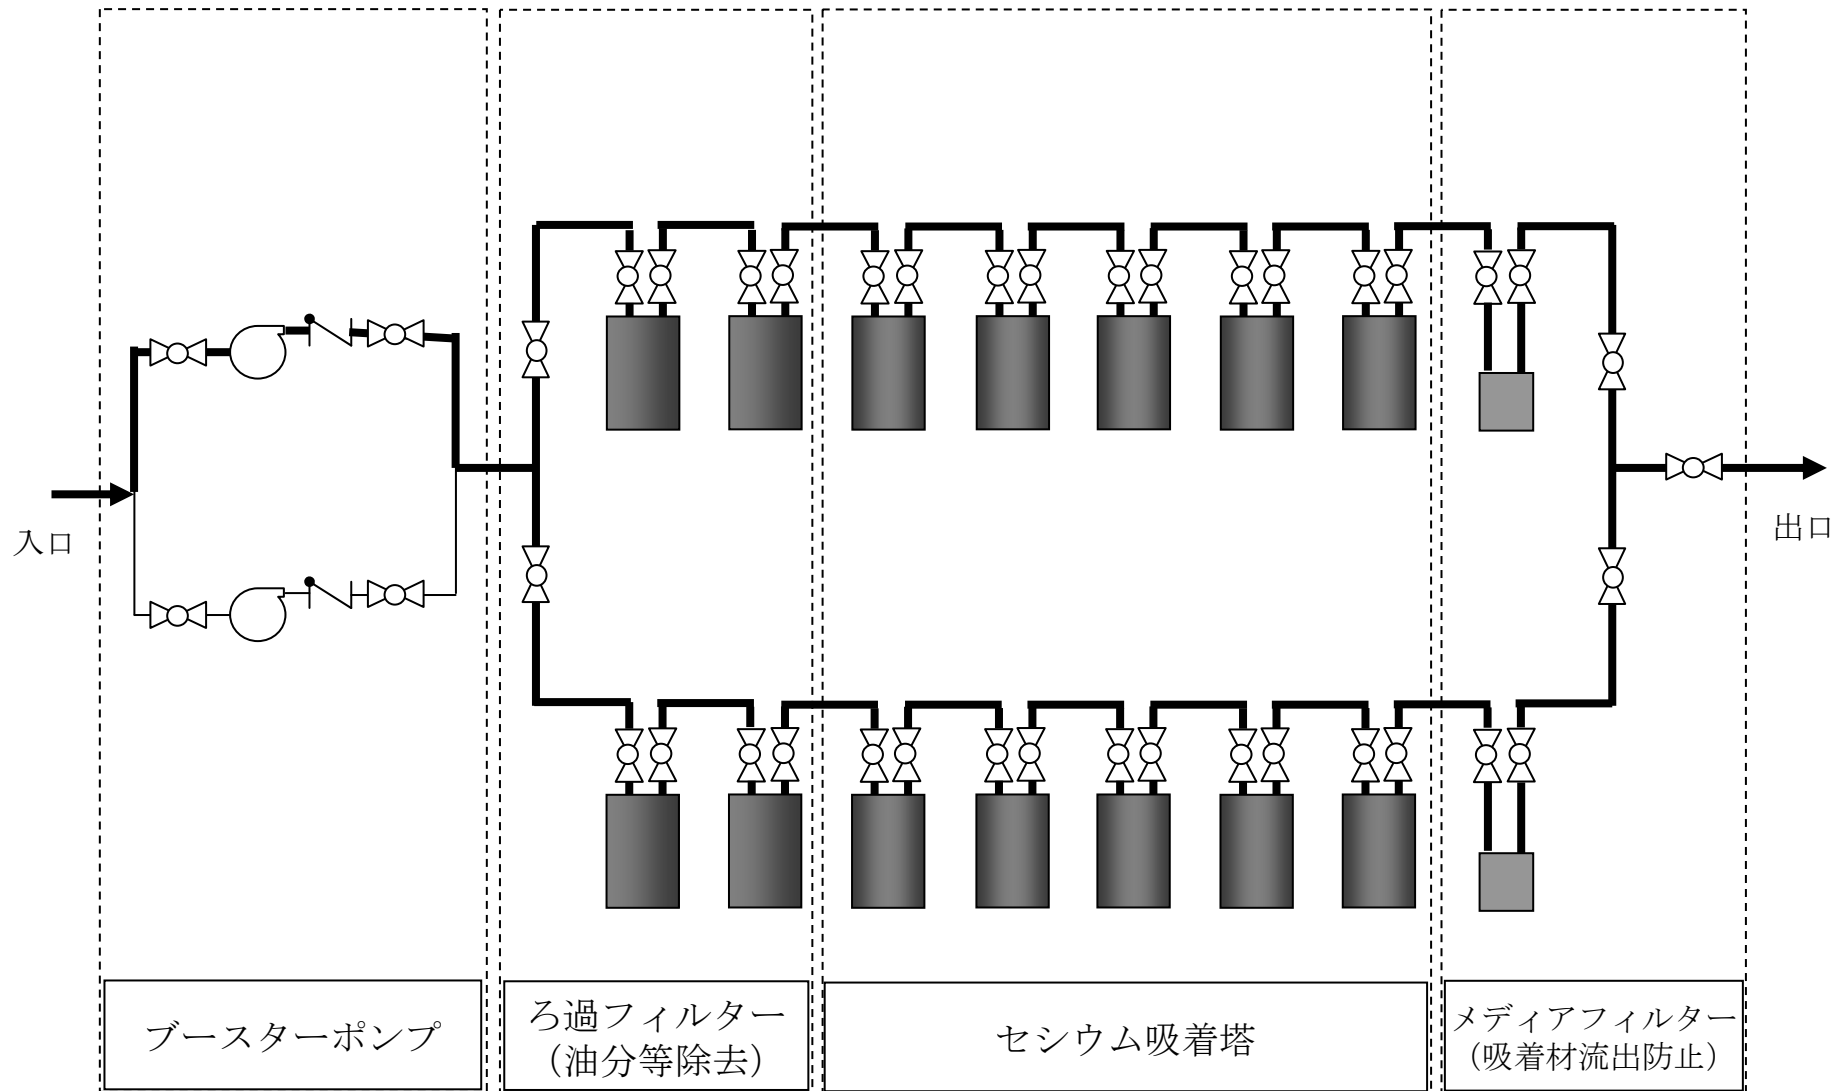 入口
出口
ブースターポンプ
ろ過フィルター
（油分等除去）
セシウム吸着塔
メディアフィルター
（吸着材流出防止）